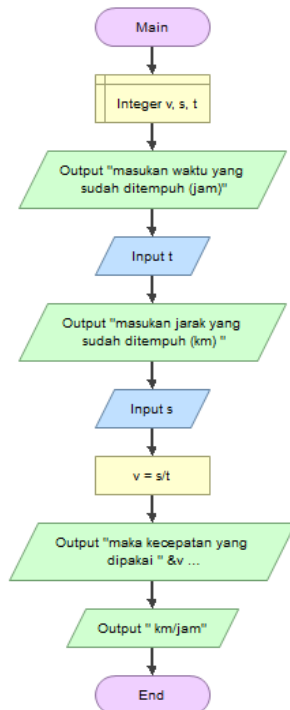 Main
Integer v, s, t
Output "masukan waktu yang
sudah ditempuh (jam)"
Input t
Output "masukan jarak yang
sudah ditempuh (km) "
Input s
v = s/t
Output "maka kecepatan yang
dipakai " &v ...
Output " km/jam"
End